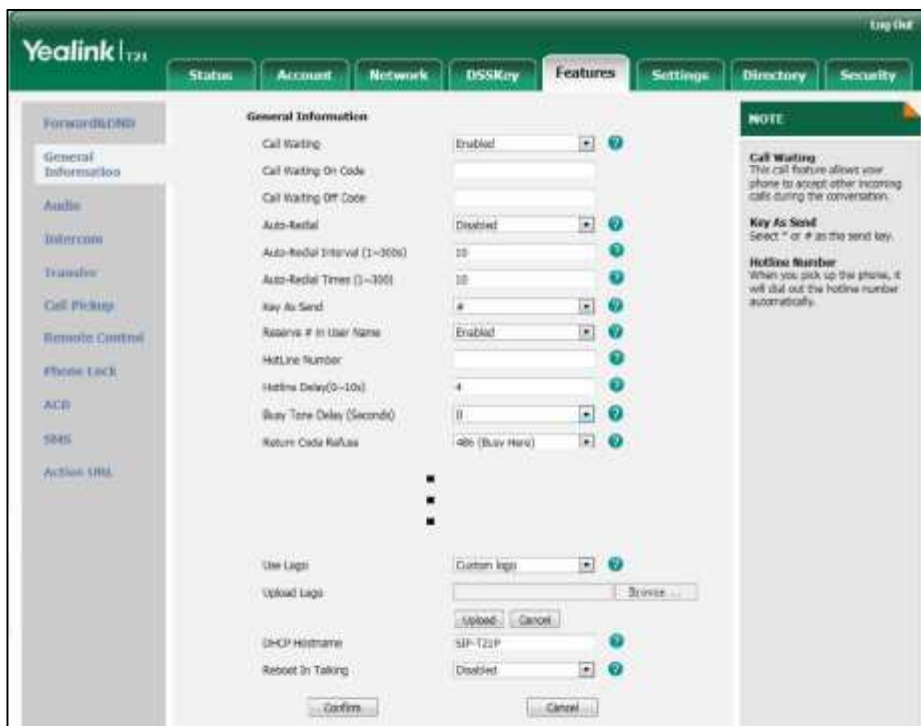 Log Out
Yealink T21
Status Account Network DSSKey Features Settings Directory Security
Forward&DND
General Information
Audio
Intercom
Transfer
Call Pickup
Remote Control
Phone Lock
ACD
SMS
Action URL
General Information
Call Waiting Enabled
Call Waiting On Code
Call Waiting Off Code
Auto-Redial Disabled
Auto-Redial Interval (1~300s) 10
Auto-Redial Times (1~300) 10
Key As Send #
Reserve # in User Name Enabled
HotLine Number
Hotline Delay(0~10s) 4
Busy Tone Delay (Seconds) 0
Return Code Refuse 486 (Busy Here)
Use Logo Custom logo
Upload Logo Browse...
Upload Cancel
DHCP Hostname SIP-T21P
Reboot In Talking Disabled
Confirm Cancel
NOTE
Call Waiting
This call feature allows your
phone to accept other incoming
calls during the conversation.
Key As Send
Select * or # as the send key.
Hotline Number
When you pick up the phone, it
will dial out the hotline number
automatically.